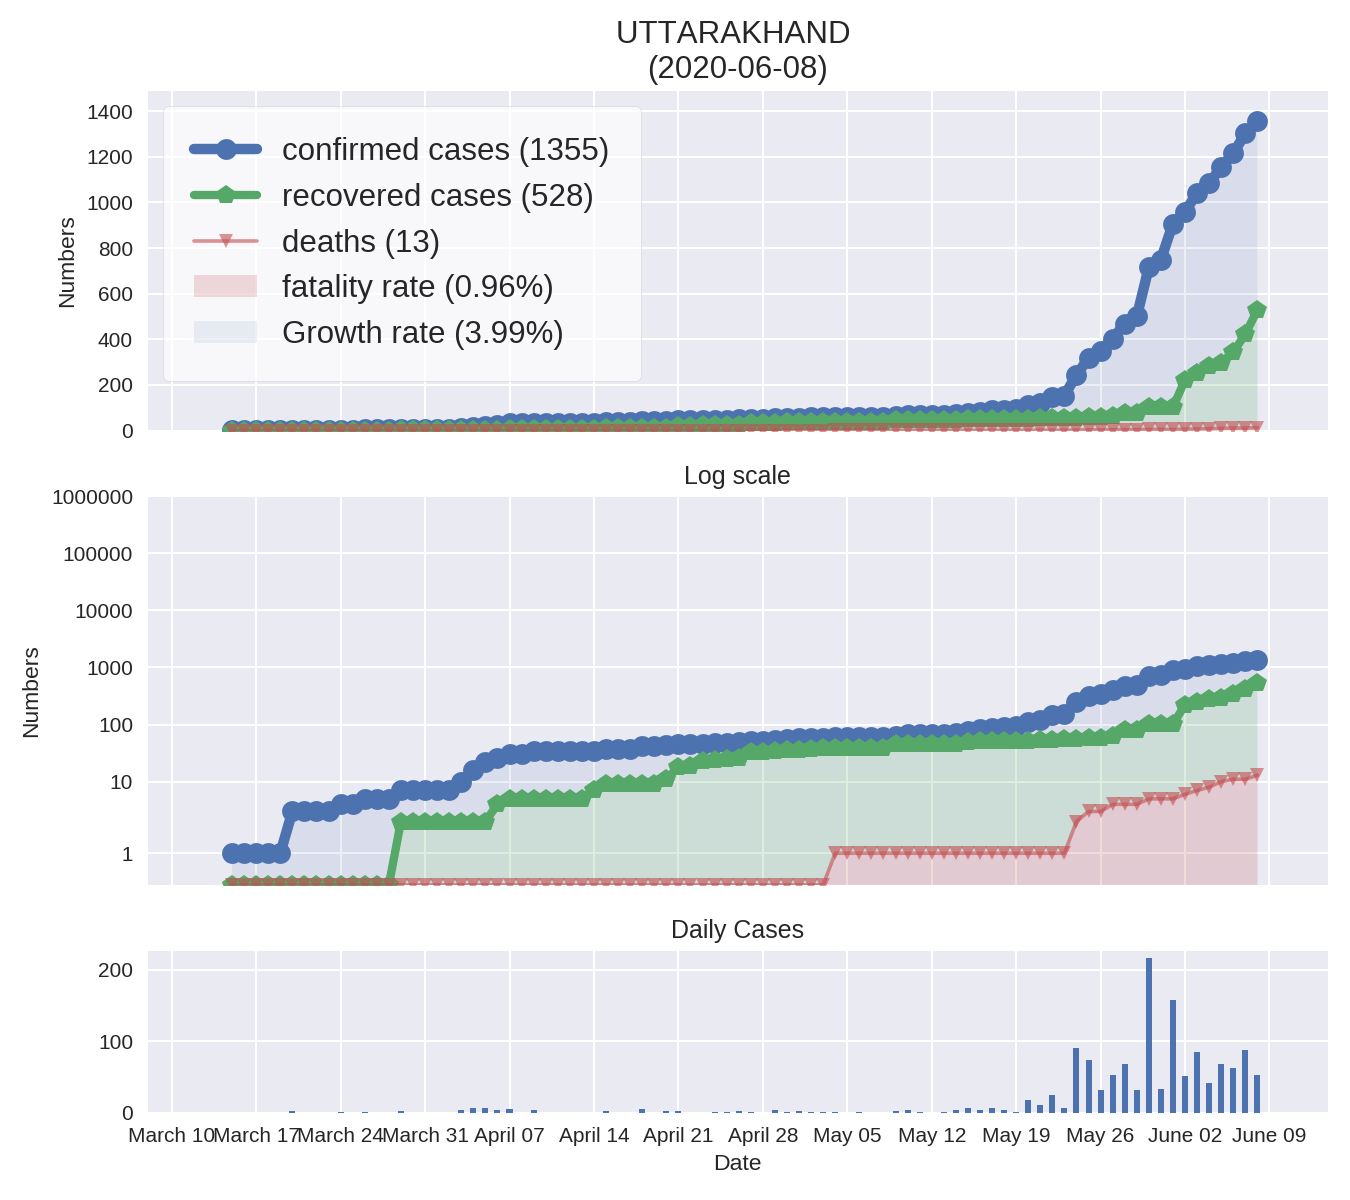 UTTARAKHAND
(2020-06-08)
1400
1200
1000
800
600
400
200
0
Numbers
confirmed cases (1355)
recovered cases (528)
deaths (13)
fatality rate (0.96%)
Growth rate (3.99%)
Log scale
1000000
100000
10000
1000
100
10
1
Numbers
Daily Cases
200
100
0
March 10 March 17 March 24 March 31 April 07 April 14 April 21 April 28 May 05 May 12 May 19 May 26 June 02 June 09
Date